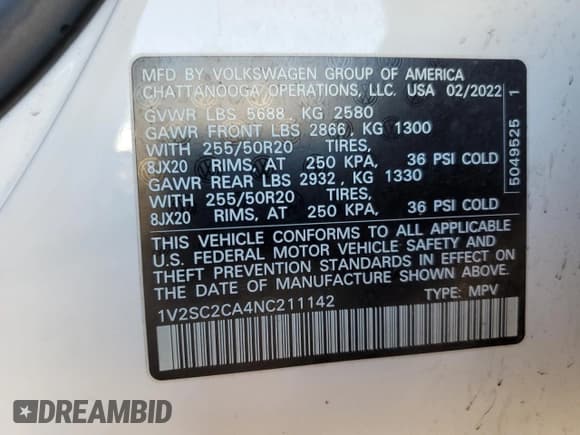 MFD BY VOLKSWAGEN GROUP OF AMERICA
CHATTANOOGA OPERATIONS, LLC. USA 02/2022 1
GVWR LBS 5688, KG 2580
GAWR FRONT LBS 2866, KG 1300
WITH 255/50R20 TIRES,
8JX20 RIMS, AT 250 KPA, 36 PSI COLD
GAWR REAR LBS 2932, KG 1330
WITH 255/50R20 TIRES,
8JX20 RIMS, AT 250 KPA, 36 PSI COLD
5049525
THIS VEHICLE CONFORMS TO ALL APPLICABLE
U.S. FEDERAL MOTOR VEHICLE SAFETY AND
THEFT PREVENTION STANDARDS IN EFFECT ON
THE DATE OF MANUFACTURE SHOWN ABOVE.
1V2SC2CA4NC211142 TYPE: MPV
DREAMBID